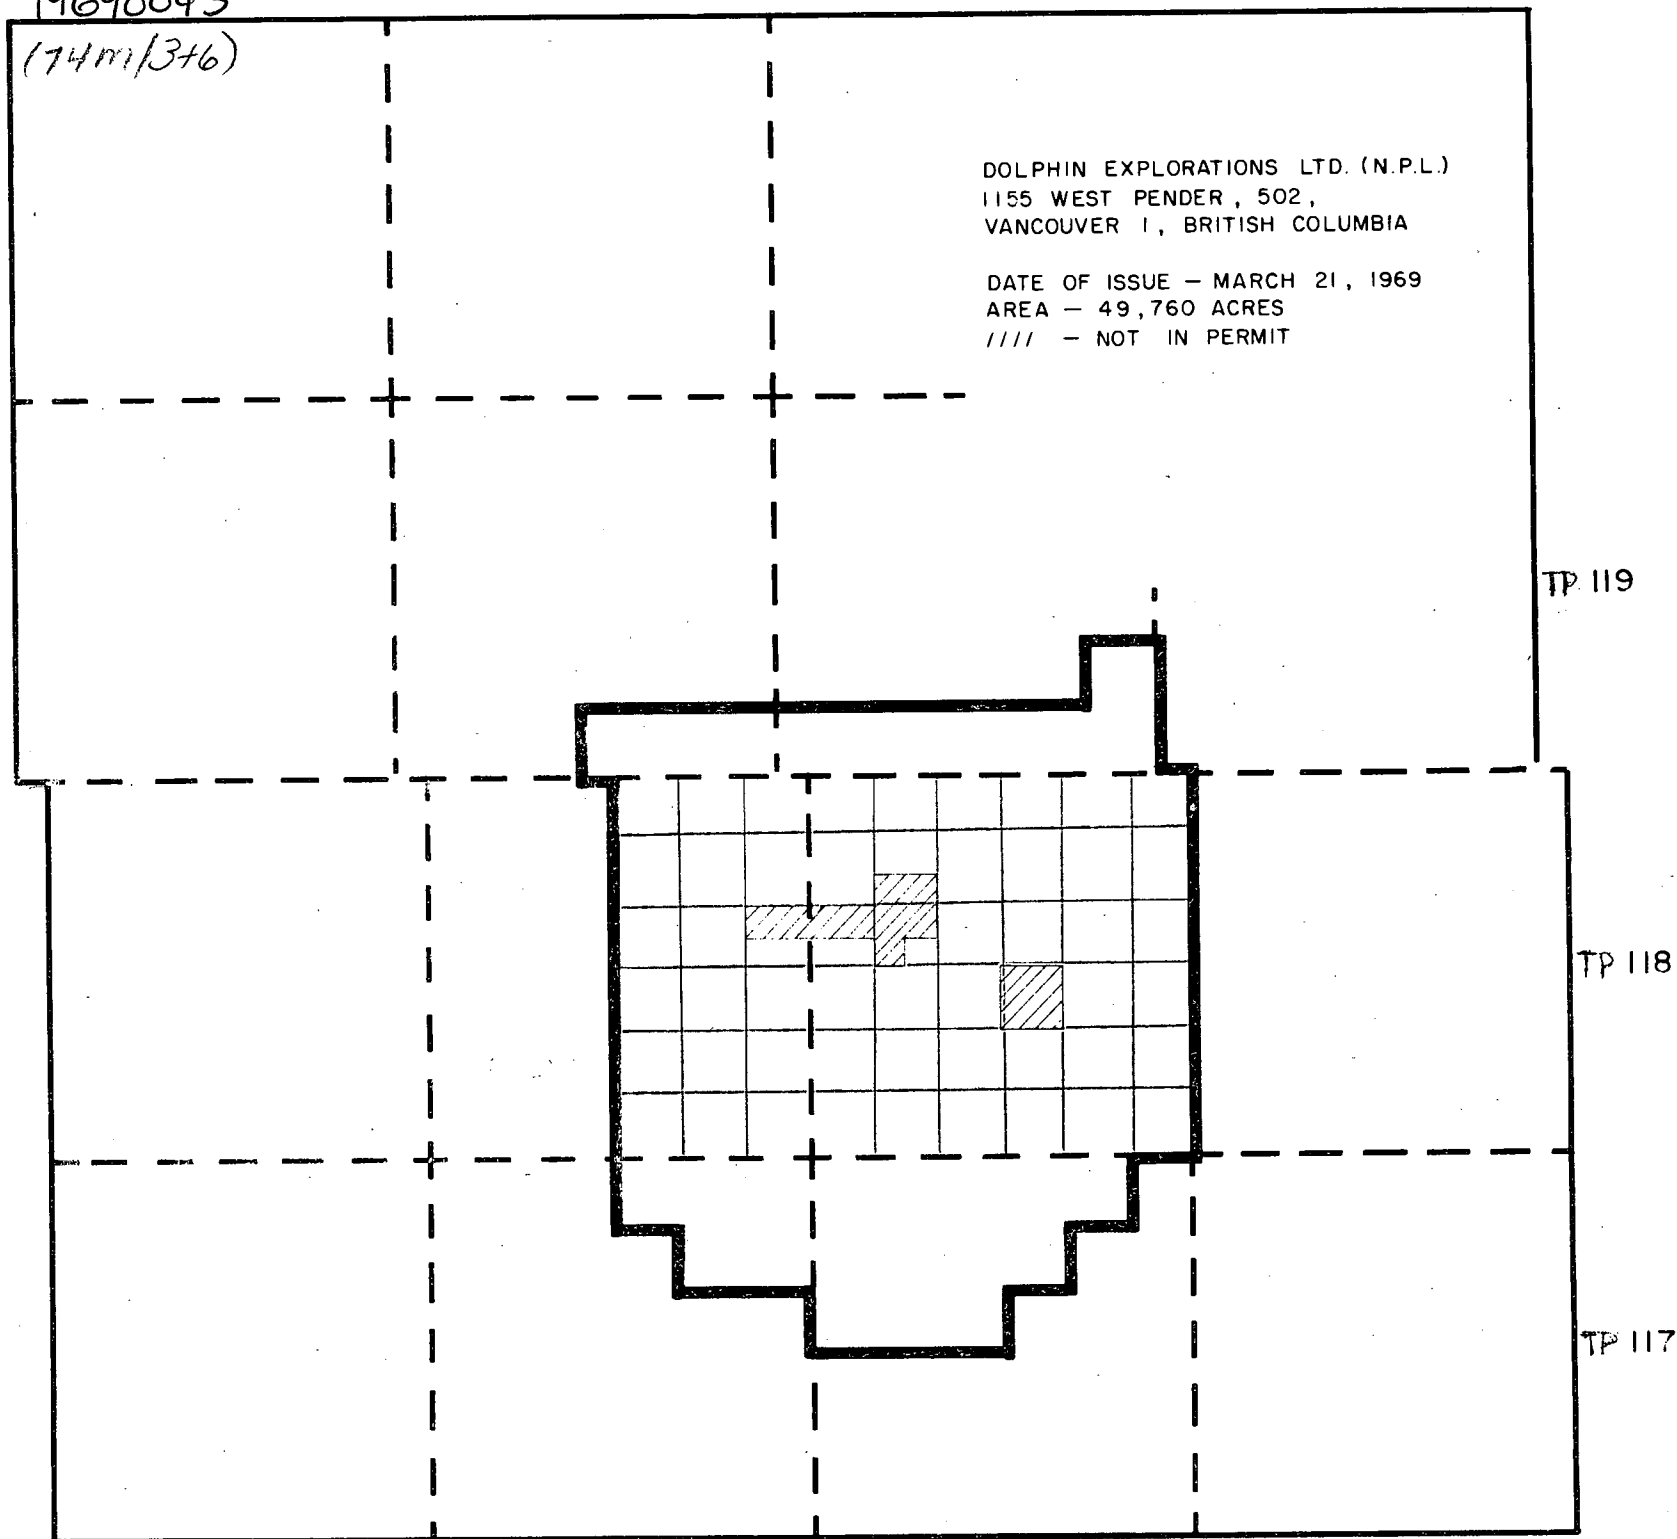 19690093
(74m/3+6)
DOLPHIN EXPLORATIONS LTD. (N.P.L.)
1155 WEST PENDER, 502,
VANCOUVER 1, BRITISH COLUMBIA
DATE OF ISSUE — MARCH 21, 1969
AREA — 49,760 ACRES
//// — NOT IN PERMIT
TP 119
TP 118
TP 117